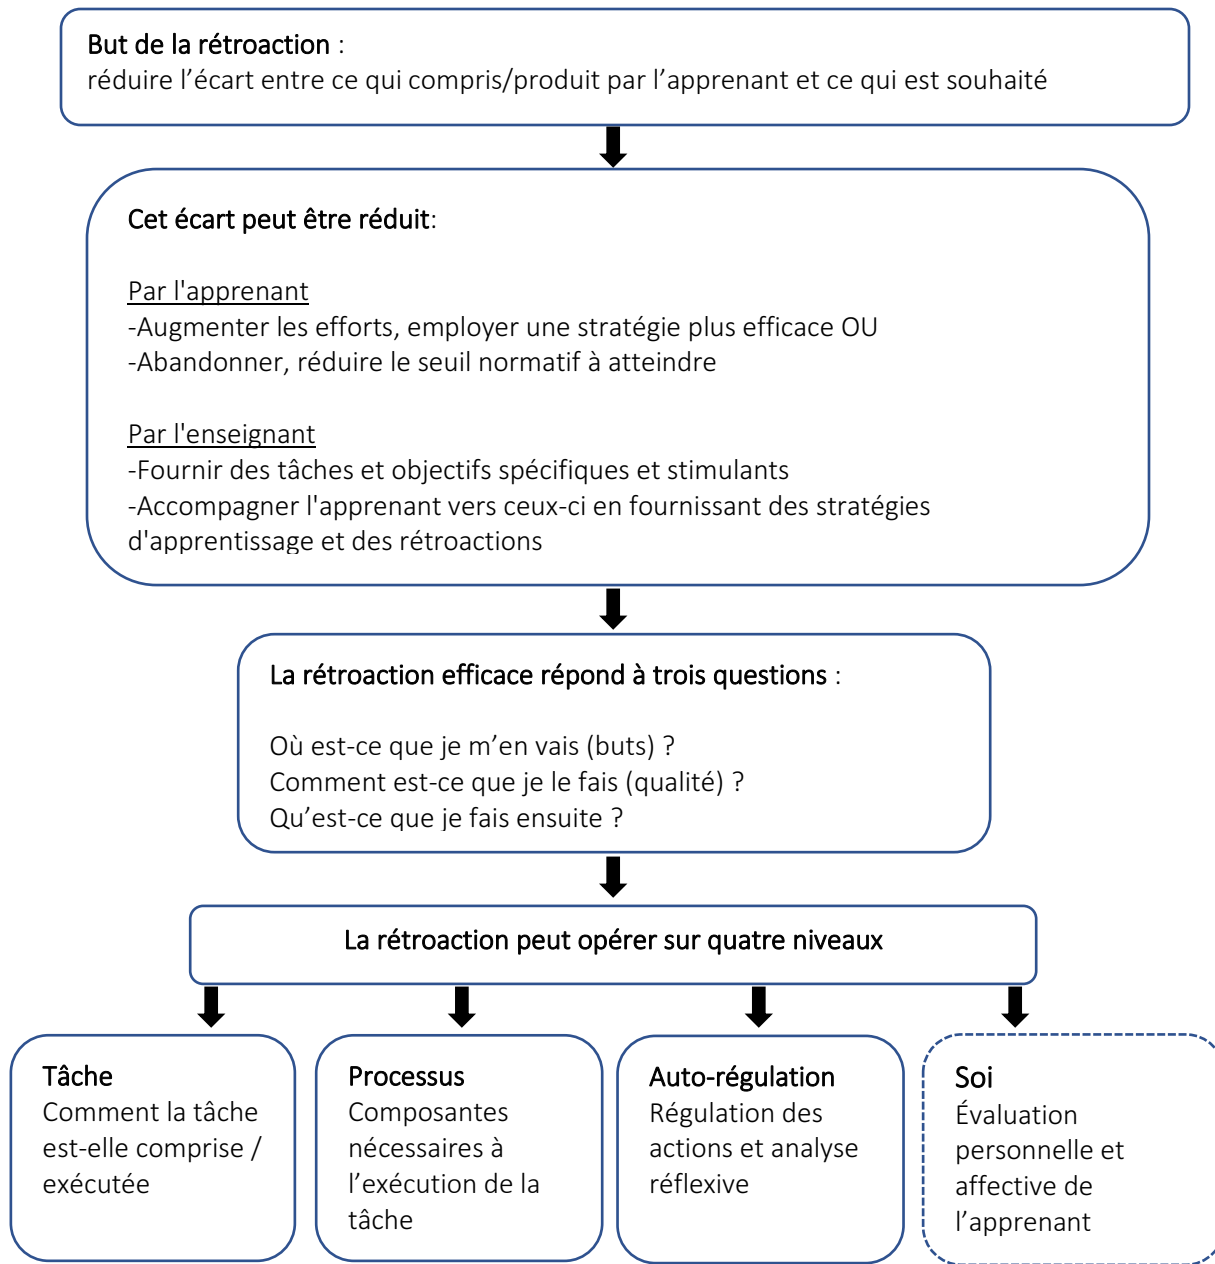 But de la rétroaction :
réduire l’écart entre ce qui compris/produit par l’apprenant et ce qui est souhaité
Cet écart peut être réduit:
Par l'apprenant
-Augmenter les efforts, employer une stratégie plus efficace OU
-Abandonner, réduire le seuil normatif à atteindre
Par l'enseignant
-Fournir des tâches et objectifs spécifiques et stimulants
-Accompagner l'apprenant vers ceux-ci en fournissant des stratégies
d'apprentissage et des rétroactions
La rétroaction efficace répond à trois questions :
Où est-ce que je m’en vais (buts) ?
Comment est-ce que je le fais (qualité) ?
Qu’est-ce que je fais ensuite ?
La rétroaction peut opérer sur quatre niveaux
Tâche
Comment la tâche
est-elle comprise /
exécutée
Processus
Composantes
nécessaires à
l’exécution de la
tâche
Auto-régulation
Régulation des
actions et analyse
réflexive
Soi
Évaluation
personnelle et
affective de
l’apprenant